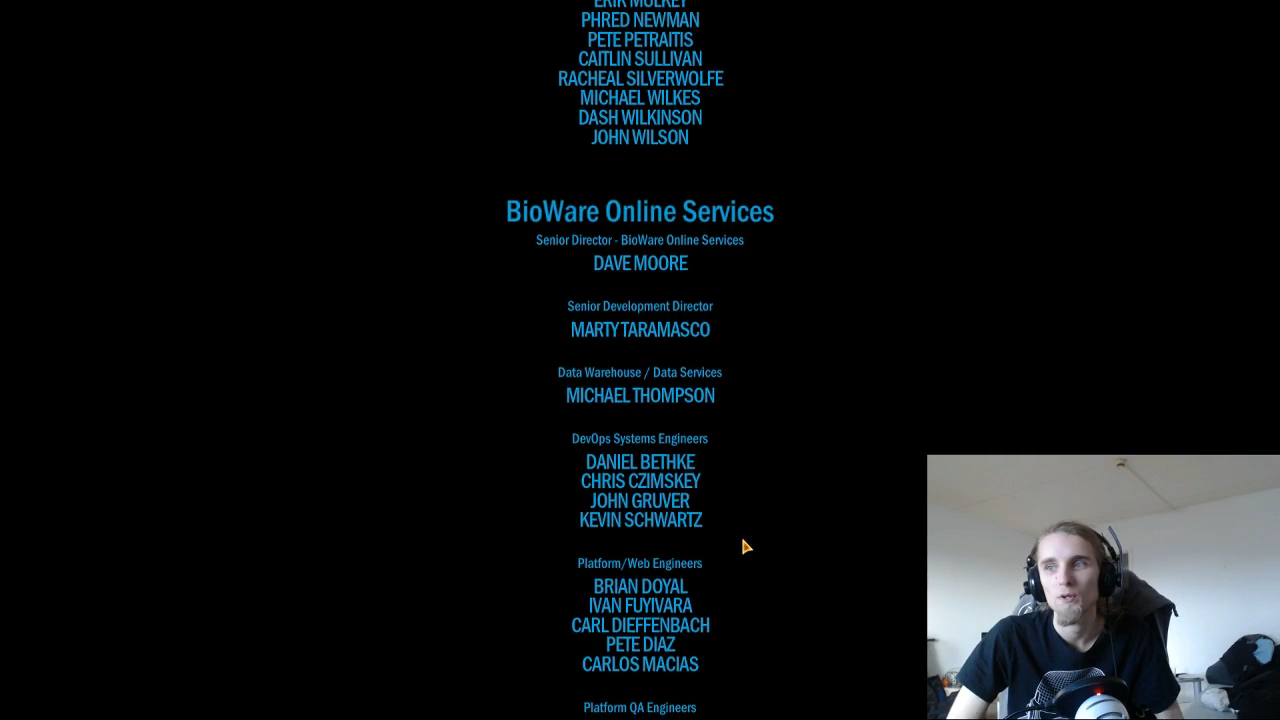 ERIK MULKEY
PHRED NEWMAN
PETE PETRAITIS
CAITLIN SULLIVAN
RACHEAL SILVERWOLFE
MICHAEL WILKES
DASH WILKINSON
JOHN WILSON
BioWare Online Services
Senior Director - BioWare Online Services
DAVE MOORE
Senior Development Director
MARTY TARAMASCO
Data Warehouse / Data Services
MICHAEL THOMPSON
DevOps Systems Engineers
DANIEL BETHKE
CHRIS CZIMSKEY
JOHN GRUVER
KEVIN SCHWARTZ
Platform/Web Engineers
BRIAN DOYAL
IVAN FUYIVARA
CARL DIEFFENBACH
PETE DIAZ
CARLOS MACIAS
Platform QA Engineers